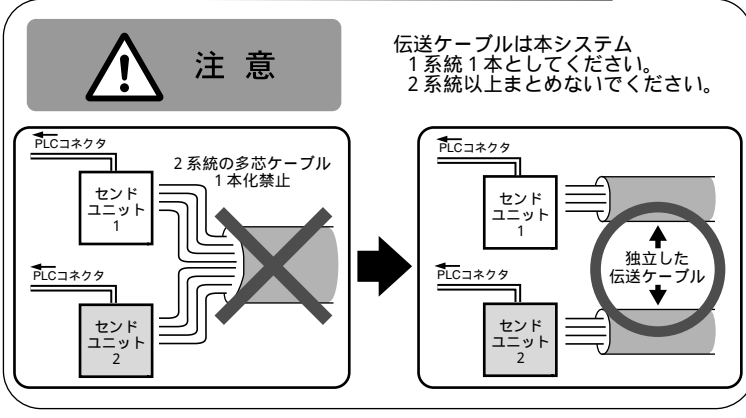 注 意
伝送ケーブルは本システム
1系統1本としてください。
2系統以上まとめないでください。
PLCコネクタ
2系統の多芯ケーブル
1本化禁止
センド
ユニット
1
PLCコネクタ
センド
ユニット
2
PLCコネクタ
センド
ユニット
1
独立した
伝送ケーブル
PLCコネクタ
センド
ユニット
2